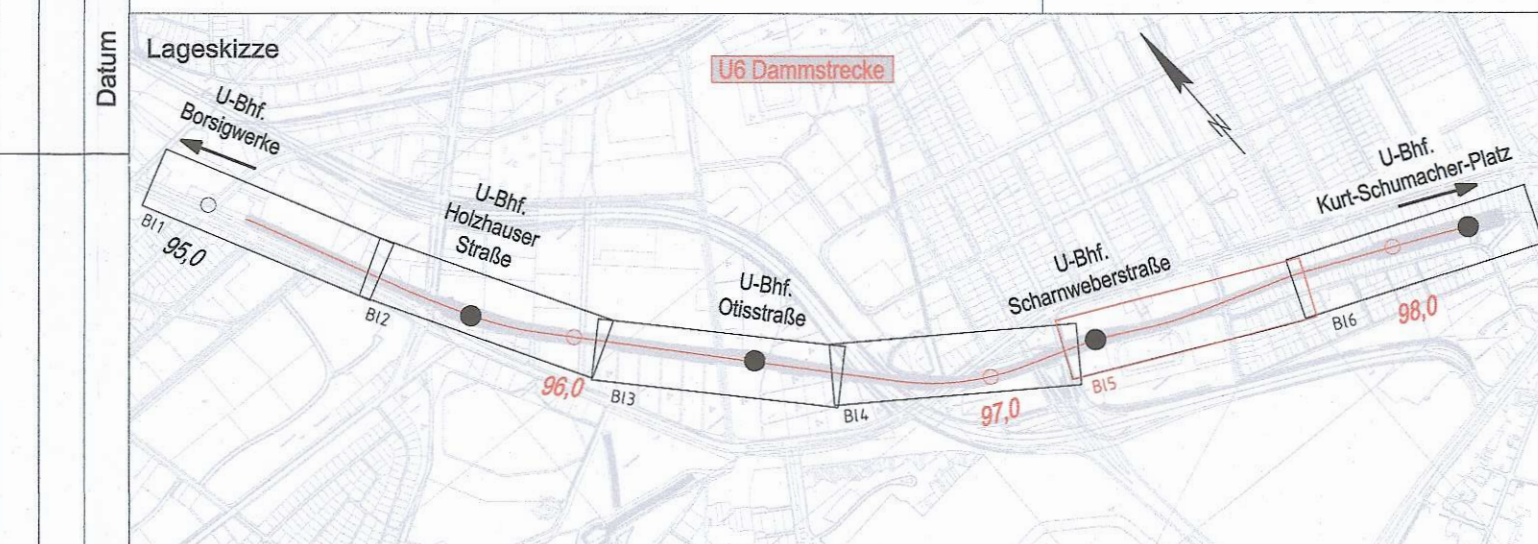 Datum
Lageskizze
U6 Dammstrecke
N
U-Bhf.
Borsigwerke
U-Bhf.
Holzhauser
Straße
U-Bhf.
Otisstraße
U-Bhf.
Scharnweberstraße
U-Bhf.
Kurt-Schumacher-Platz
Bl1
95,0
Bl2
96,0
Bl3
Bl4
97,0
Bl5
Bl6
98,0